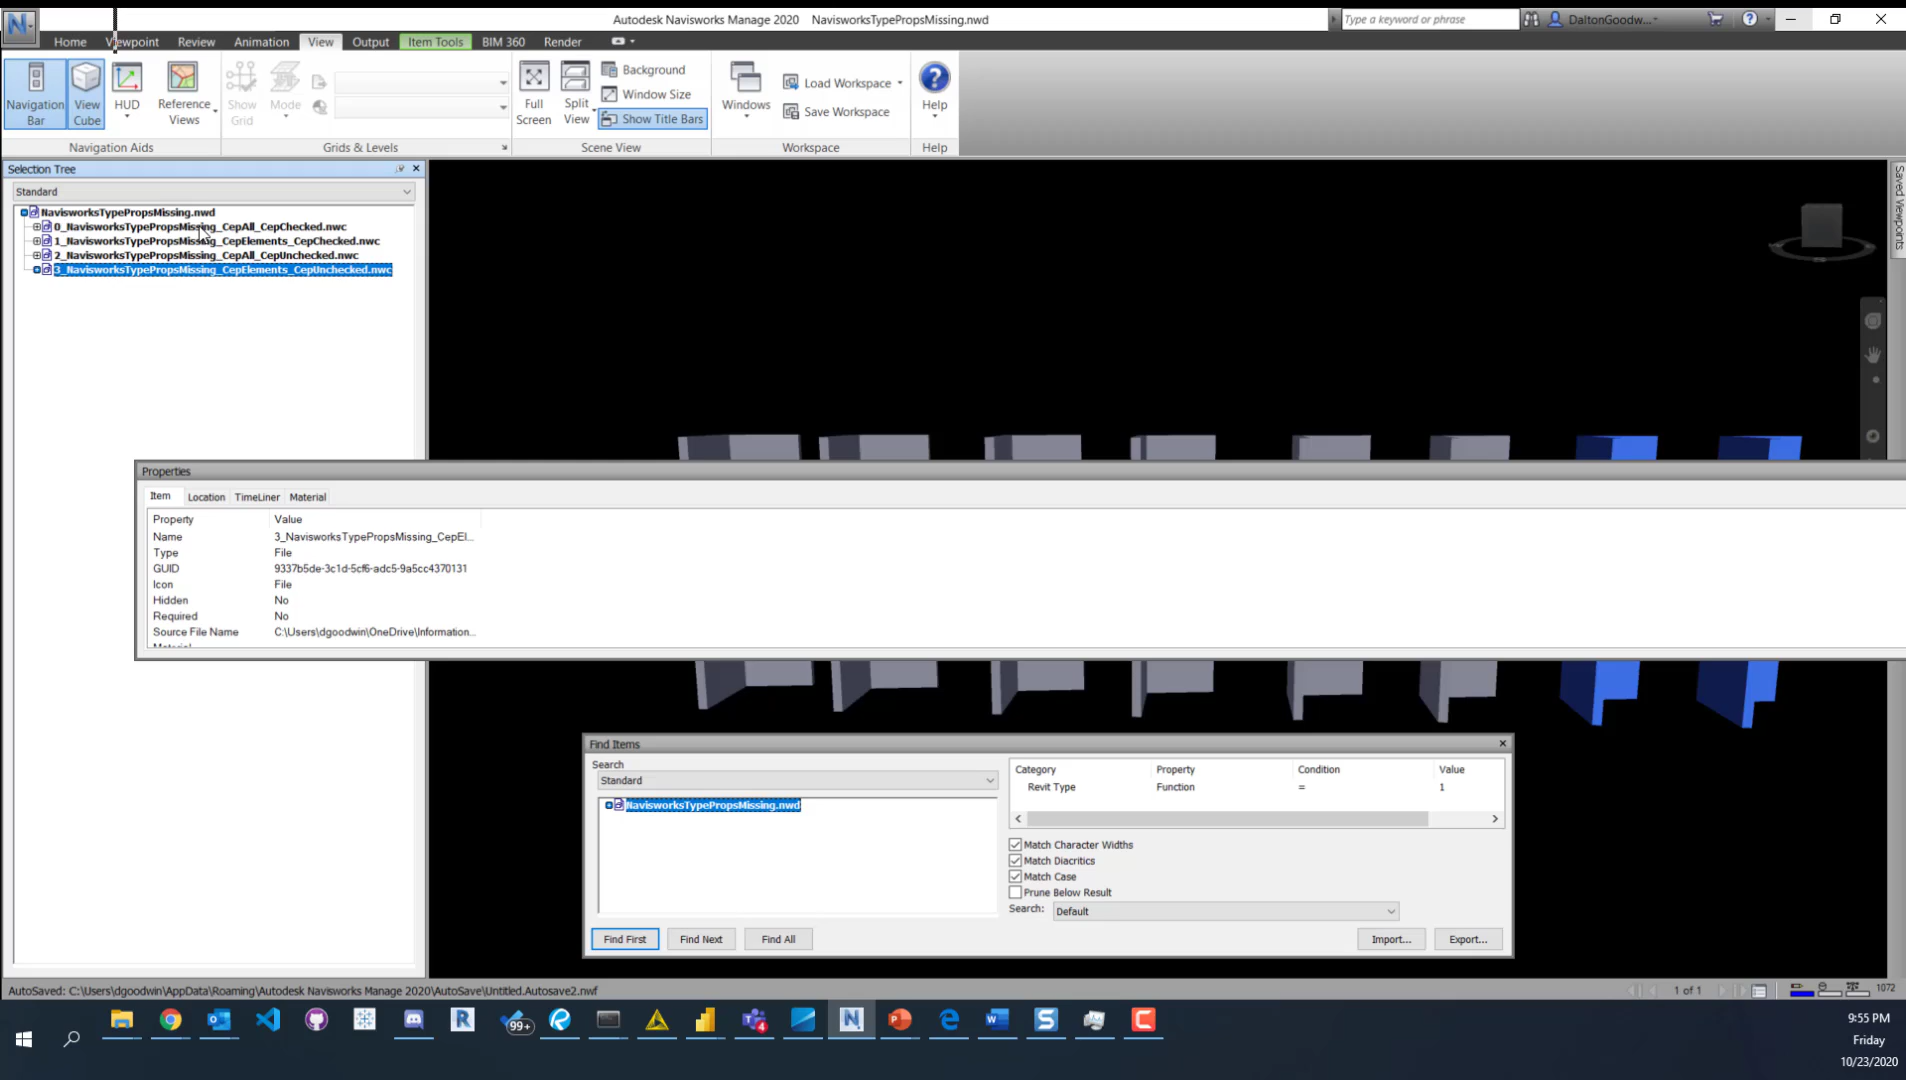 Autodesk Navisworks Manage 2020 NavisworksTypePropsMissing.nwd
Type a keyword or phrase
DaltonGoodw...
Home Viewpoint Review Animation View Output Item Tools BIM 360 Render
Navigation Bar
View Cube
HUD
Reference Views
Show Grid
Mode
Full Screen
Split View
Background
Window Size
Show Title Bars
Windows
Load Workspace
Save Workspace
Help
Navigation Aids
Grids & Levels
Scene View
Workspace
Help
Selection Tree
Standard
NavisworksTypePropsMissing.nwd
0_NavisworksTypePropsMissing_CepAll_CepChecked.nwc
1_NavisworksTypePropsMissing_CepElements_CepChecked.nwc
2_NavisworksTypePropsMissing_CepAll_CepUnchecked.nwc
3_NavisworksTypePropsMissing_CepElements_CepUnchecked.nwc
Saved Viewpoints
Properties
Item Location TimeLiner Material
Property Value
Name 3_NavisworksTypePropsMissing_CepEl...
Type File
GUID 9337b5de-3c1d-5cf6-adc5-9a5cc4370131
Icon File
Hidden No
Required No
Source File Name C:\Users\dgoodwin\OneDrive\Information...
Find Items
Search
Standard
NavisworksTypePropsMissing.nwd
Category Property Condition Value
Revit Type Function = 1
Match Character Widths
Match Diacritics
Match Case
Prune Below Result
Search: Default
Find First Find Next Find All Import... Export...
AutoSaved: C:\Users\dgoodwin\AppData\Roaming\Autodesk Navisworks Manage 2020\AutoSave\Untitled.Autosave2.nwf
1 of 1
1072
99+
4
9:55 PM
Friday
10/23/2020